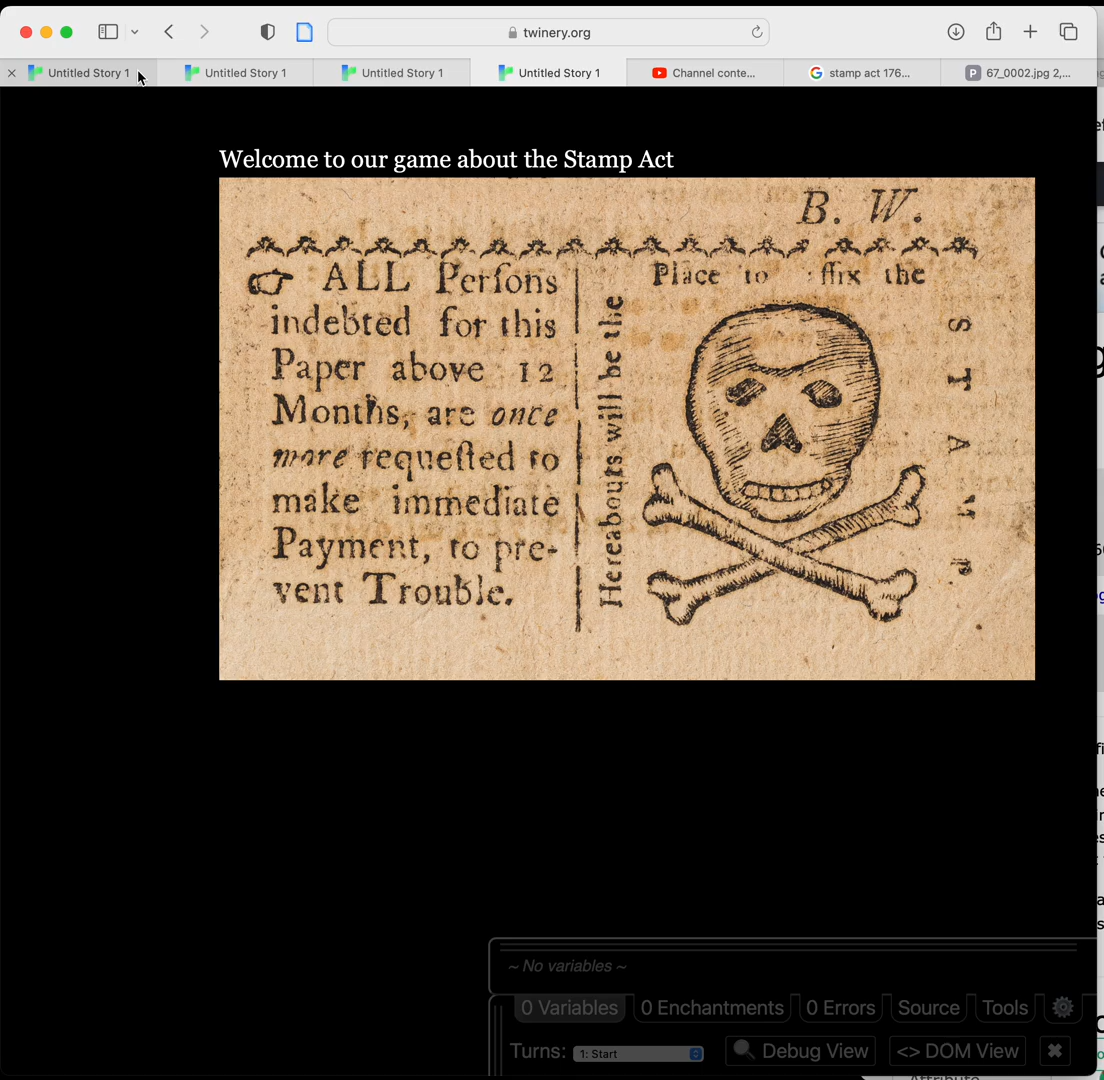 twinery.org
Untitled Story 1
Untitled Story 1
Untitled Story 1
Untitled Story 1
Channel conte...
stamp act 176...
67_0002.jpg 2,...
Welcome to our game about the Stamp Act
B. W.
ALL Perſons
indebted for this
Paper above 12
Months, are once
more requeſted to
make immediate
Payment, to pre-
vent Trouble.
Hereabouts will be the
Place to ffix the
S T A M P.
~ No variables ~
0 Variables
0 Enchantments
0 Errors
Source
Tools
Turns:
1: Start
Debug View
<> DOM View